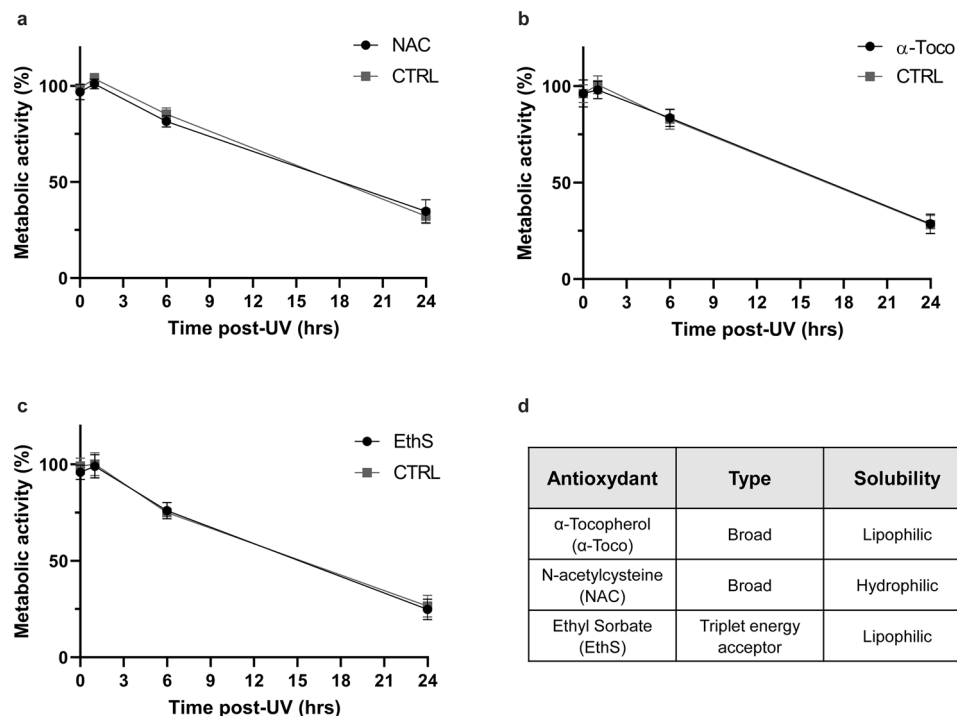 a
NAC
CTRL
Metabolic activity (%)
100
50
0
0 3 6 9 12 15 18 21 24
Time post-UV (hrs)
b
α-Toco
CTRL
Metabolic activity (%)
100
50
0
0 3 6 9 12 15 18 21 24
Time post-UV (hrs)
c
EthS
CTRL
Metabolic activity (%)
100
50
0
0 3 6 9 12 15 18 21 24
Time post-UV (hrs)
d
Antioxydant Type Solubility
α-Tocopherol
(α-Toco)
Broad
Lipophilic
N-acetylcysteine
(NAC)
Broad
Hydrophilic
Ethyl Sorbate
(EthS)
Triplet energy
acceptor
Lipophilic